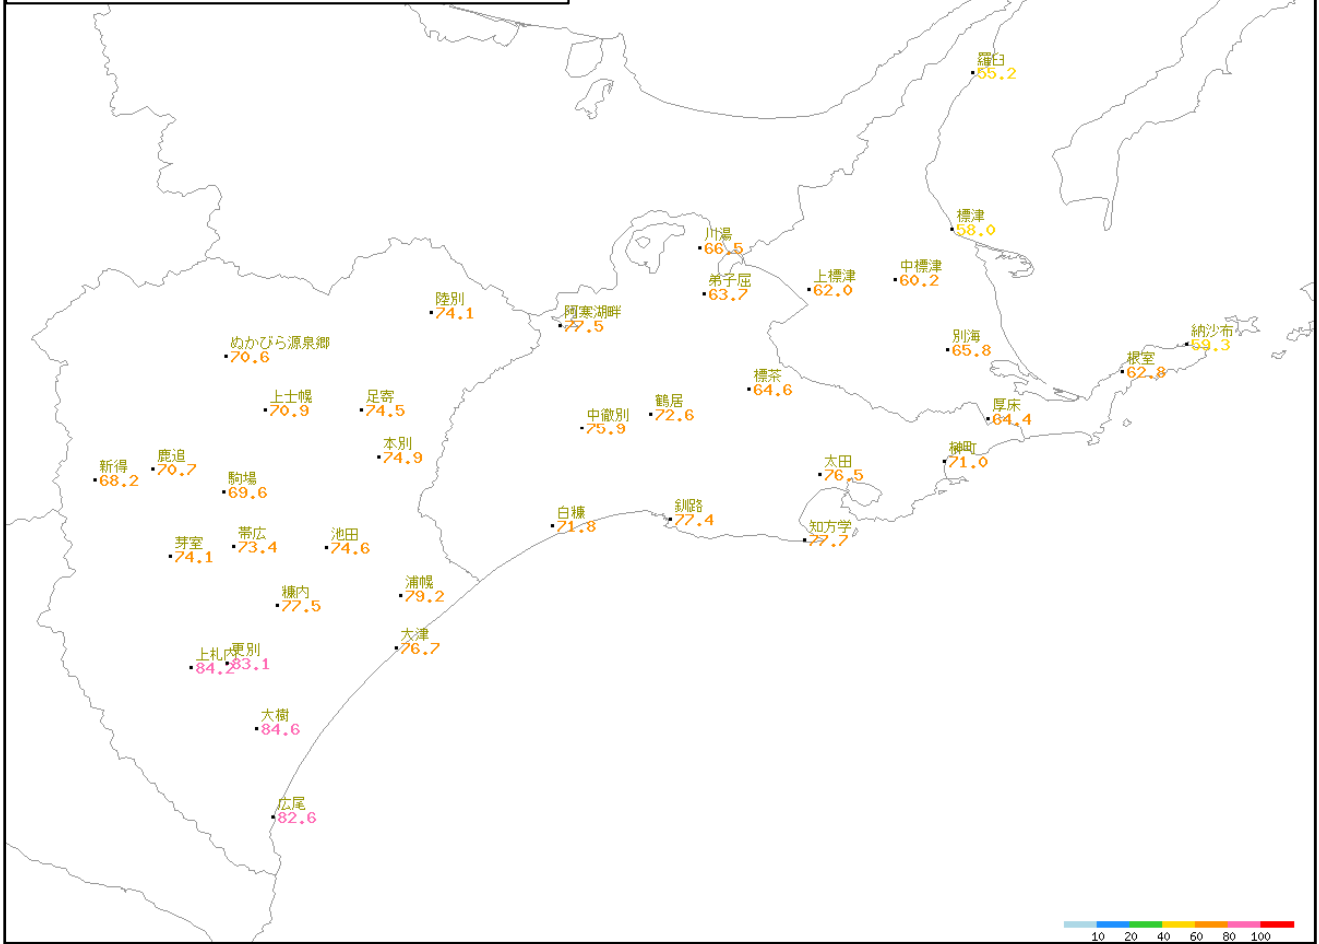 羅臼
55.2
標津
58.0
川湯
66.5
中標津
60.2
上標津
62.0
弟子屈
63.7
陸別
74.1
阿寒湖畔
77.5
納沙布
59.3
ぬかびら源泉郷
70.6
別海
65.8
根室
62.8
標茶
64.6
上士幌
70.9
足寄
74.5
鶴居
72.6
厚床
64.4
中徹別
75.9
本別
74.9
榊町
71.0
鹿追
70.7
新得
68.2
太田
76.5
駒場
69.6
釧路
77.4
白糠
71.8
知方学
77.7
帯広
73.4
池田
74.6
芽室
74.1
浦幌
79.2
糠内
77.5
大津
76.7
更別
83.1
上札内
84.2
大樹
84.6
広尾
82.6
10 20 40 60 80 100